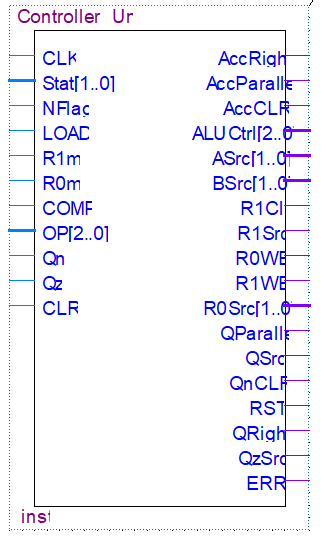 Controller Ur
CLK
Stat[1..0]
NFlag
LOAD
R1m
R0m
COMP
OP[2..0]
Qn
Qz
CLR
AccRigh
AccParalle
AccCLR
ALUCtrl[2..0
ASrc[1..0]
BSrc[1..0
R1Cl
R1Src
R0WE
R1WE
R0Src[1..0
QParalle
QSrc
QnCLR
RST
QRigh
QzSrc
ERR
inst